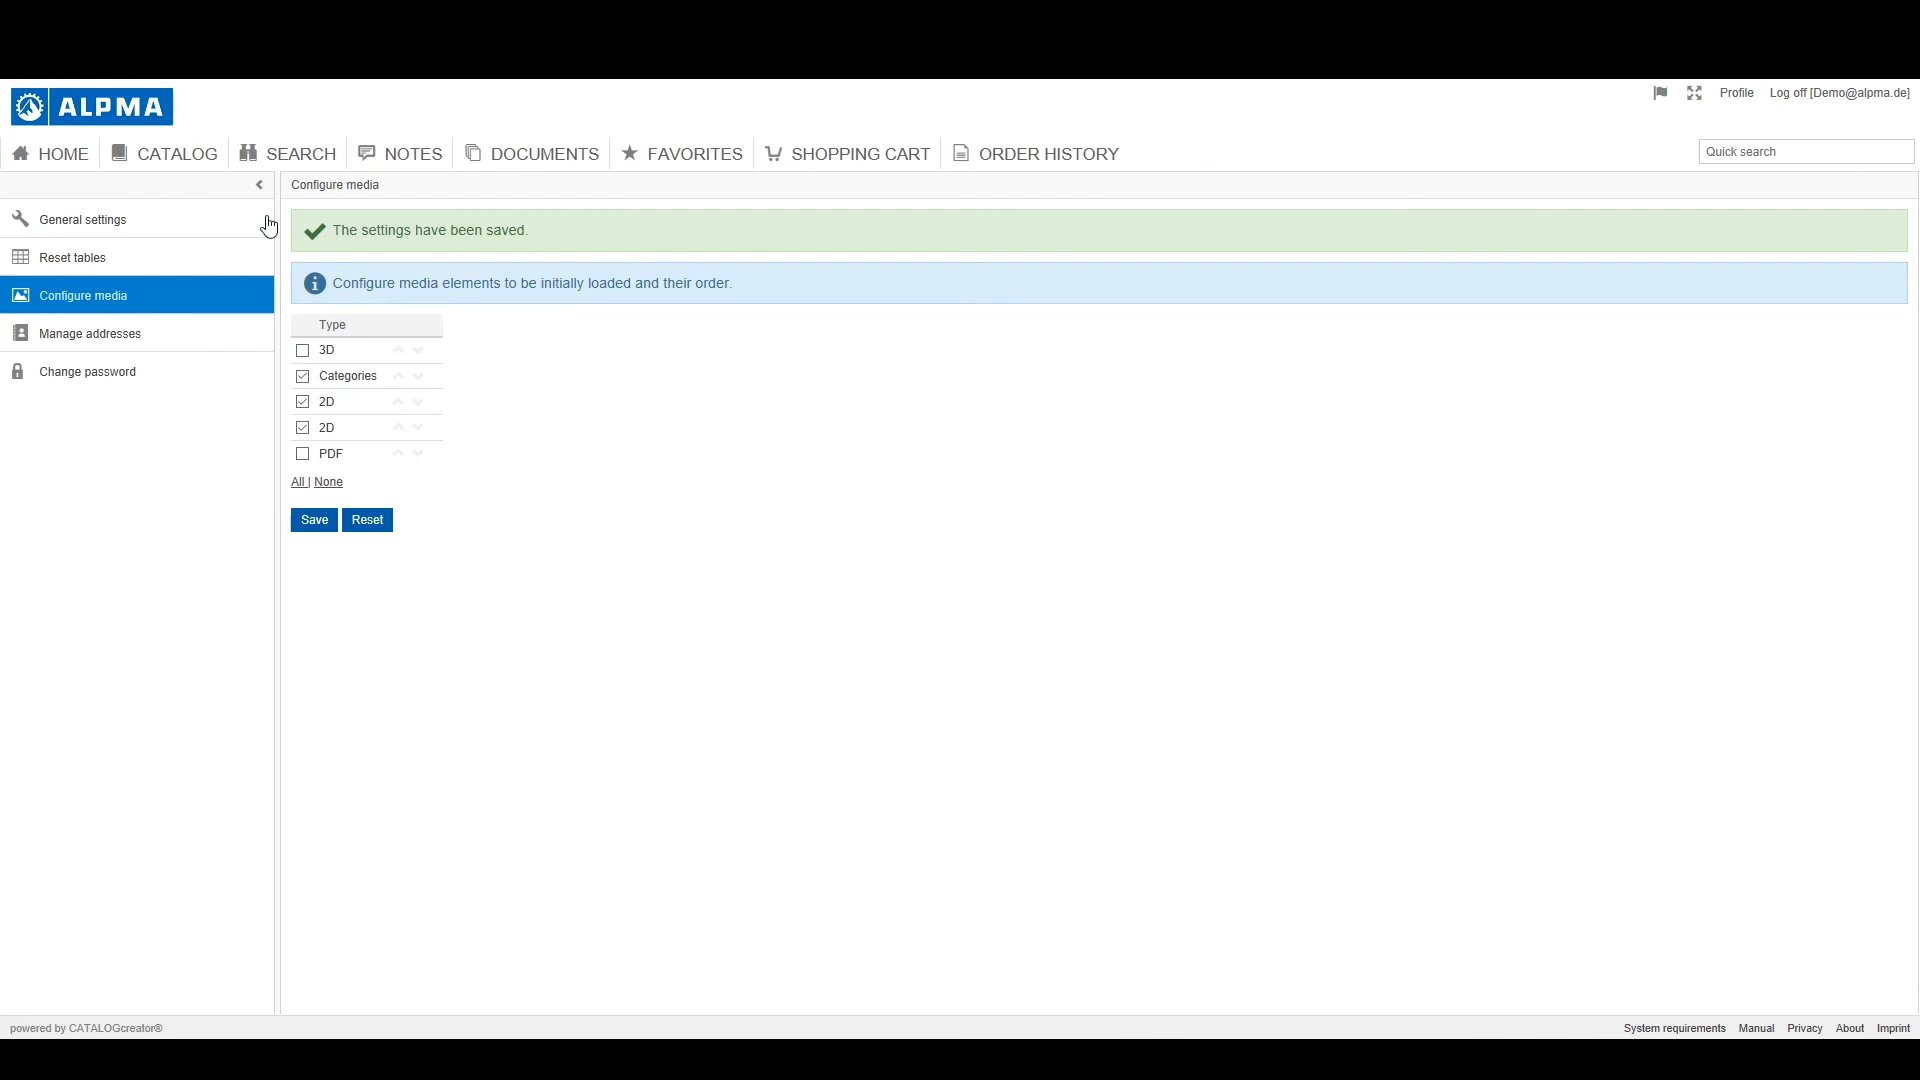 ALPMA
Profile Log off [Demo@alpma.de]
HOME CATALOG SEARCH NOTES DOCUMENTS FAVORITES SHOPPING CART ORDER HISTORY Quick search
Configure media
General settings
Reset tables
Configure media
Manage addresses
Change password
The settings have been saved.
Configure media elements to be initially loaded and their order.
Type
3D
Categories
2D
2D
PDF
All | None
Save Reset
powered by CATALOGcreator® System requirements Manual Privacy About Imprint